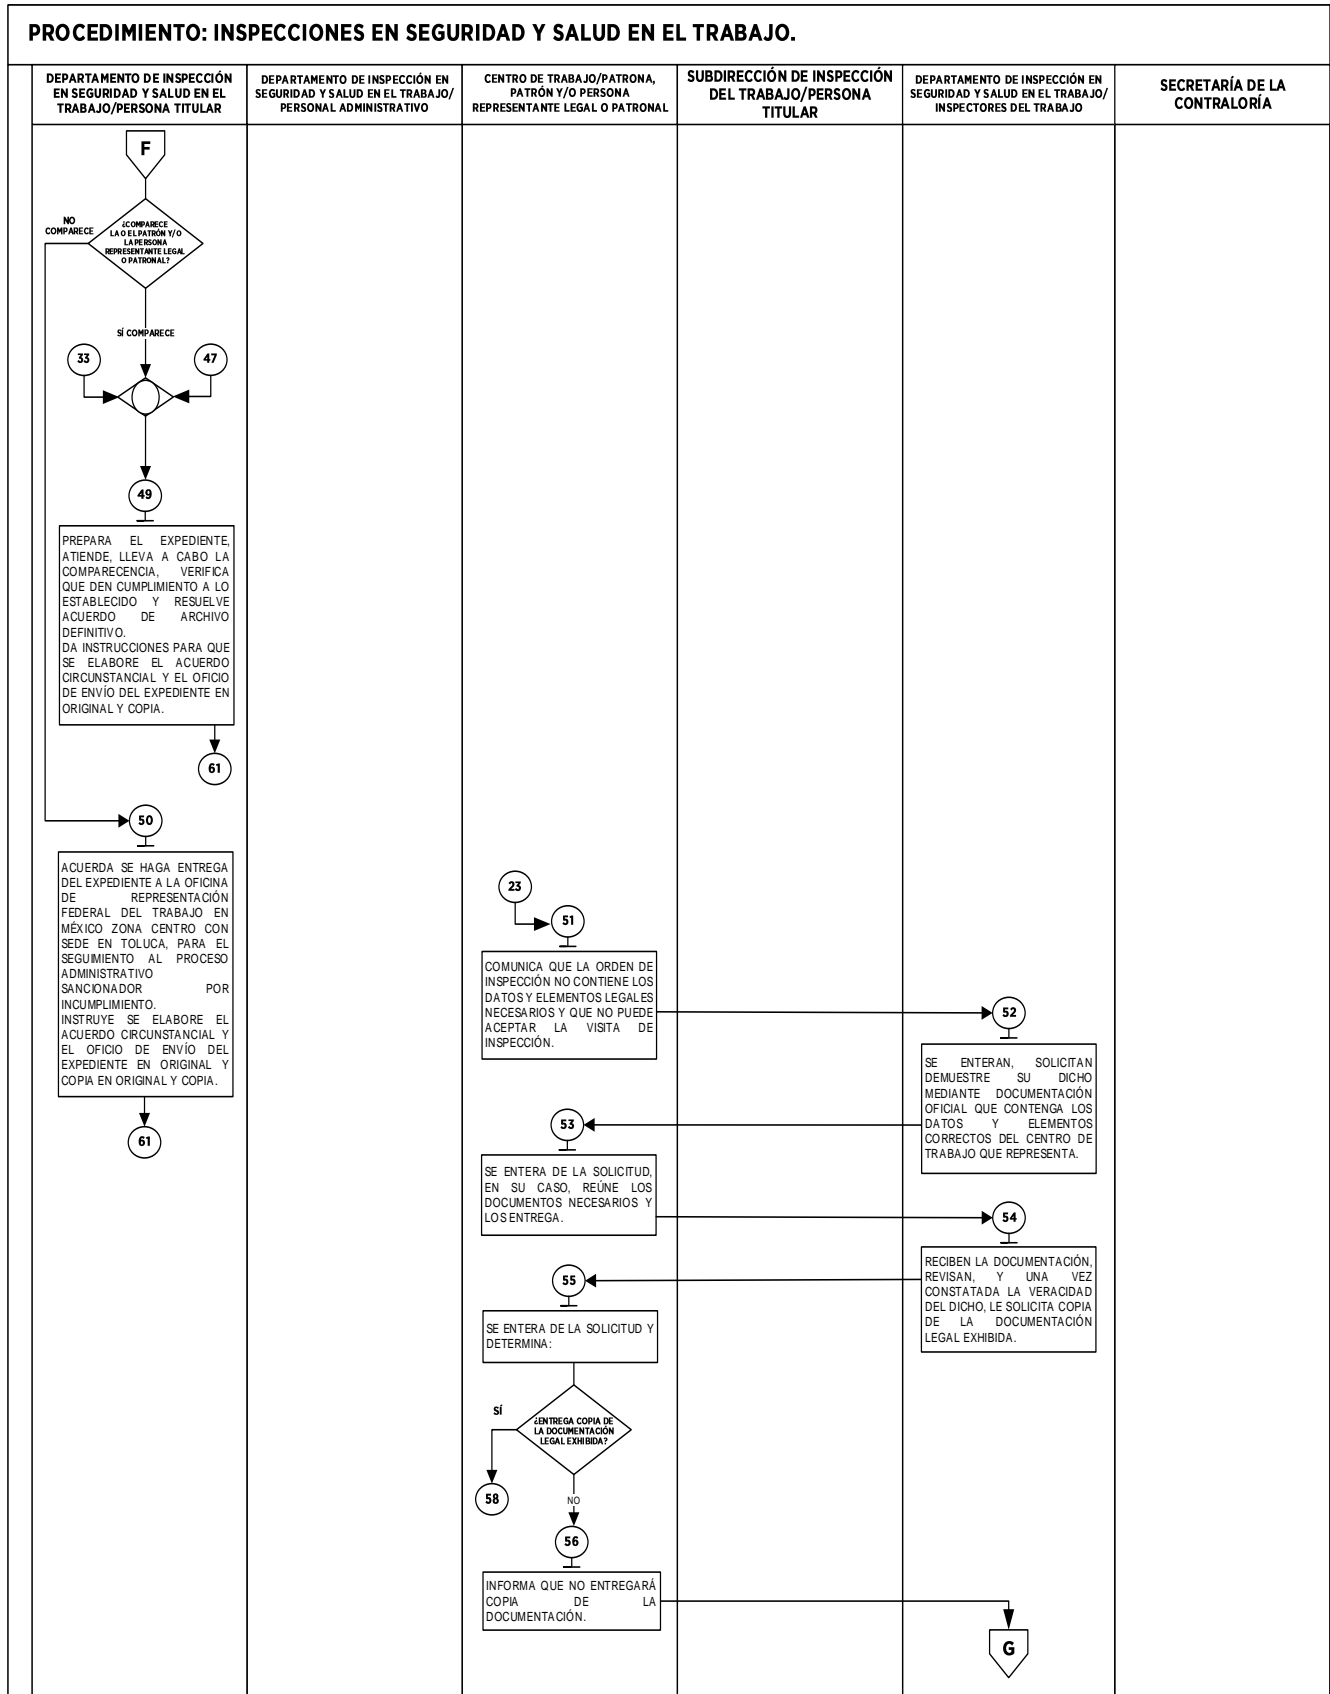 PROCEDIMIENTO: INSPECCIONES EN SEGURIDAD Y SALUD EN EL TRABAJO.
DEPARTAMENTO DE INSPECCIÓN
EN SEGURIDAD Y SALUD EN EL
TRABAJO/PERSONA TITULAR
DEPARTAMENTO DE INSPECCIÓN EN
SEGURIDAD Y SALUD EN EL TRABAJO/
PERSONAL ADMINISTRATIVO
CENTRO DE TRABAJO/PATRONA,
PATRÓN Y/O PERSONA
REPRESENTANTE LEGAL O PATRONAL
SUBDIRECCIÓN DE INSPECCIÓN
DEL TRABAJO/PERSONA
TITULAR
DEPARTAMENTO DE INSPECCIÓN EN
SEGURIDAD Y SALUD EN EL TRABAJO/
INSPECTORES DEL TRABAJO
SECRETARÍA DE LA
CONTRALORÍA
F
NO
COMPARECE
¿COMPARECE
LA O EL PATRÓN Y/O
LA PERSONA
REPRESENTANTE LEGAL
O PATRONAL?
SÍ COMPARECE
33
47
49
PREPARA EL EXPEDIENTE,
ATIENDE, LLEVA A CABO LA
COMPARECENCIA, VERIFICA
QUE DEN CUMPLIMIENTO A LO
ESTABLECIDO Y RESUELVE
ACUERDO DE ARCHIVO
DEFINITIVO.
DA INSTRUCCIONES PARA QUE
SE ELABORE EL ACUERDO
CIRCUNSTANCIAL Y EL OFICIO
DE ENVÍO DEL EXPEDIENTE EN
ORIGINAL Y COPIA.
61
50
ACUERDA SE HAGA ENTREGA
DEL EXPEDIENTE A LA OFICINA
DE REPRESENTACIÓN
FEDERAL DEL TRABAJO EN
MÉXICO ZONA CENTRO CON
SEDE EN TOLUCA, PARA EL
SEGUIMIENTO AL PROCESO
ADMINISTRATIVO
SANCIONADOR POR
INCUMPLIMIENTO.
INSTRUYE SE ELABORE EL
ACUERDO CIRCUNSTANCIAL Y
EL OFICIO DE ENVÍO DEL
EXPEDIENTE EN ORIGINAL Y
COPIA EN ORIGINAL Y COPIA.
61
23
51
COMUNICA QUE LA ORDEN DE
INSPECCIÓN NO CONTIENE LOS
DATOS Y ELEMENTOS LEGALES
NECESARIOS Y QUE NO PUEDE
ACEPTAR LA VISITA DE
INSPECCIÓN.
52
SE ENTERAN, SOLICITAN
DEMUESTRE SU DICHO
MEDIANTE DOCUMENTACIÓN
OFICIAL QUE CONTENGA LOS
DATOS Y ELEMENTOS
CORRECTOS DEL CENTRO DE
TRABAJO QUE REPRESENTA.
53
SE ENTERA DE LA SOLICITUD,
EN SU CASO, REÚNE LOS
DOCUMENTOS NECESARIOS Y
LOS ENTREGA.
54
RECIBEN LA DOCUMENTACIÓN,
REVISAN, Y UNA VEZ
CONSTATADA LA VERACIDAD
DEL DICHO, LE SOLICITA COPIA
DE LA DOCUMENTACIÓN
LEGAL EXHIBIDA.
55
SE ENTERA DE LA SOLICITUD Y
DETERMINA:
SÍ
¿ENTREGA COPIA DE
LA DOCUMENTACIÓN
LEGAL EXHIBIDA?
58
NO
56
INFORMA QUE NO ENTREGARÁ
COPIA DE LA
DOCUMENTACIÓN.
G